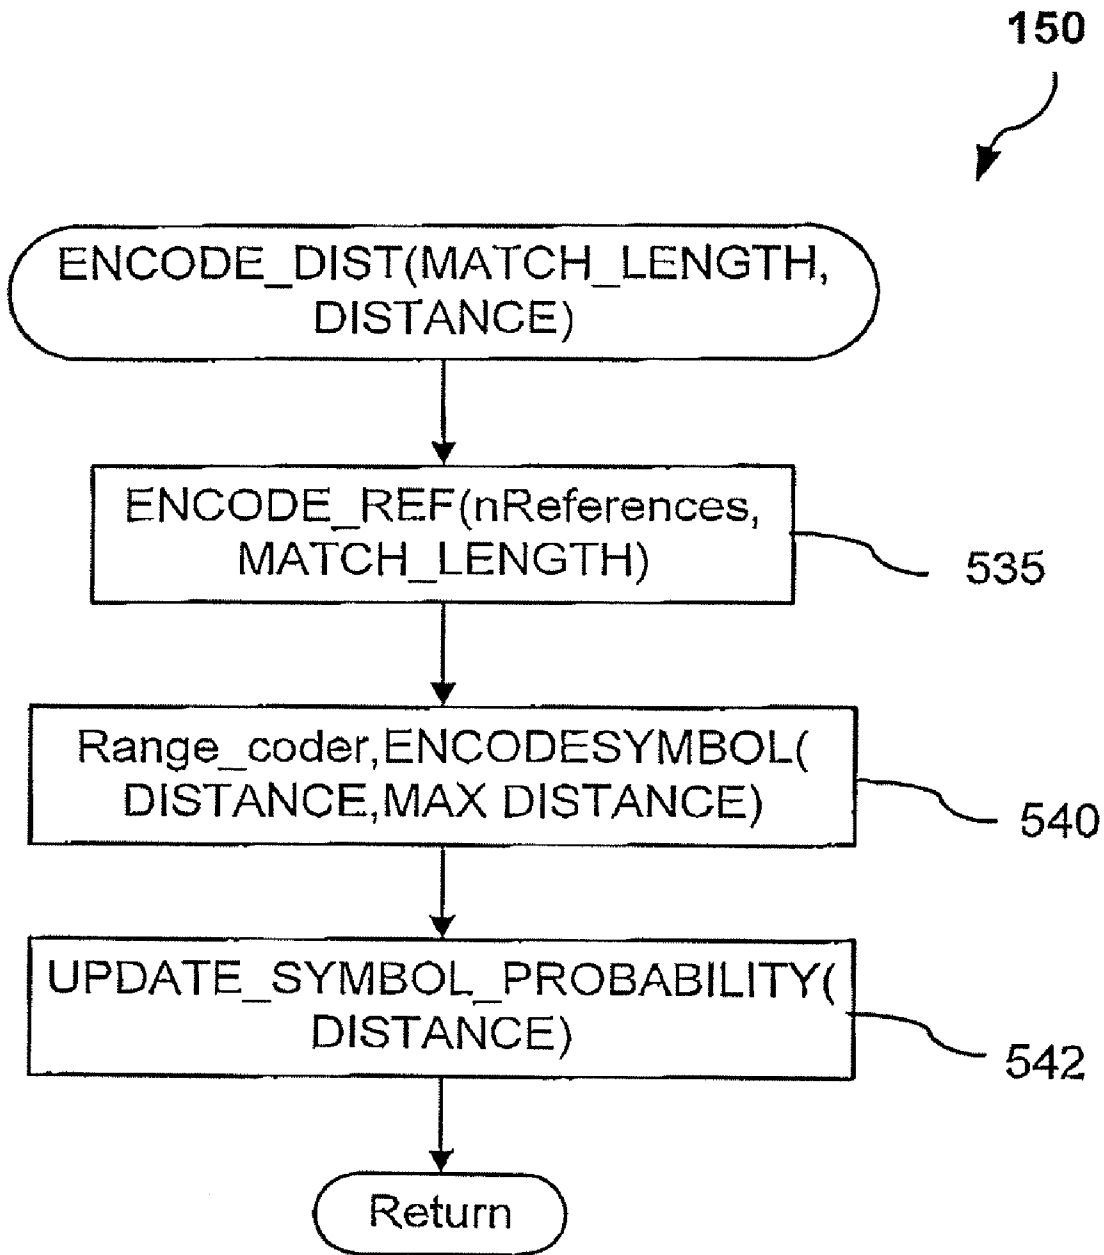 150
ENCODE_DIST(MATCH_LENGTH,
DISTANCE)
ENCODE_REF(nReferences,
MATCH_LENGTH)
535
Range_coder,ENCODESYMBOL(
DISTANCE,MAX DISTANCE)
540
UPDATE_SYMBOL_PROBABILITY(
DISTANCE)
542
Return